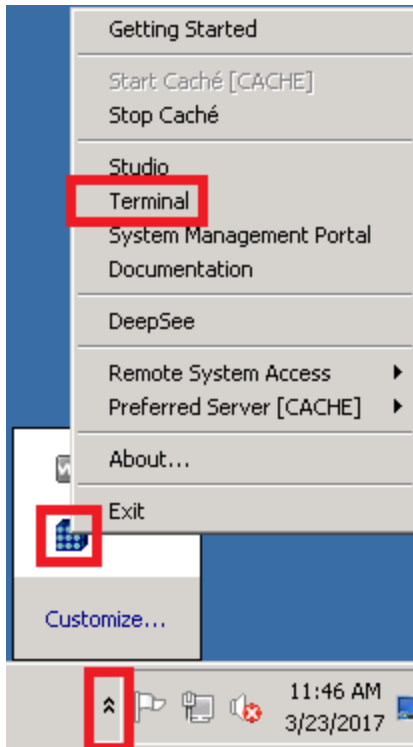 Getting Started
Start Caché [CACHE]
Stop Caché
Studio
Terminal
System Management Portal
Documentation
DeepSee
Remote System Access
Preferred Server [CACHE]
About...
Exit
Customize...
11:46 AM
3/23/2017